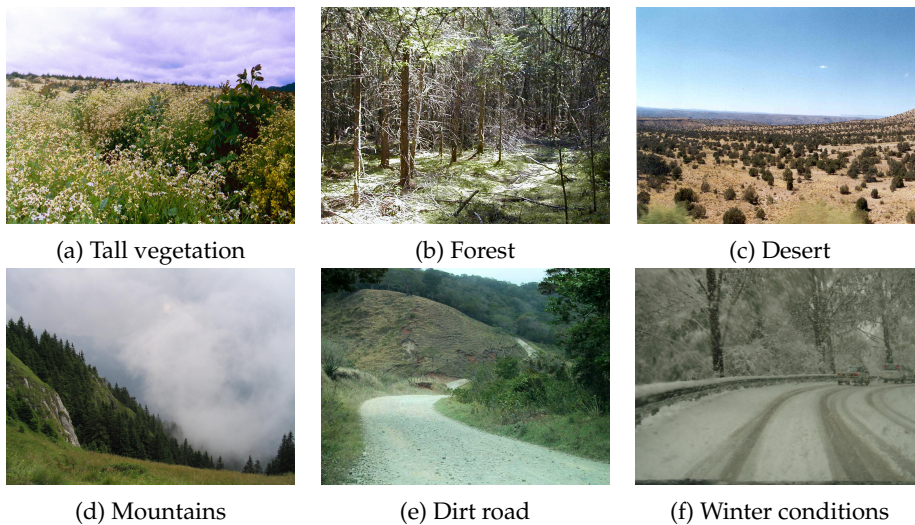 (a) Tall vegetation
(b) Forest
(c) Desert
(d) Mountains
(e) Dirt road
(f) Winter conditions